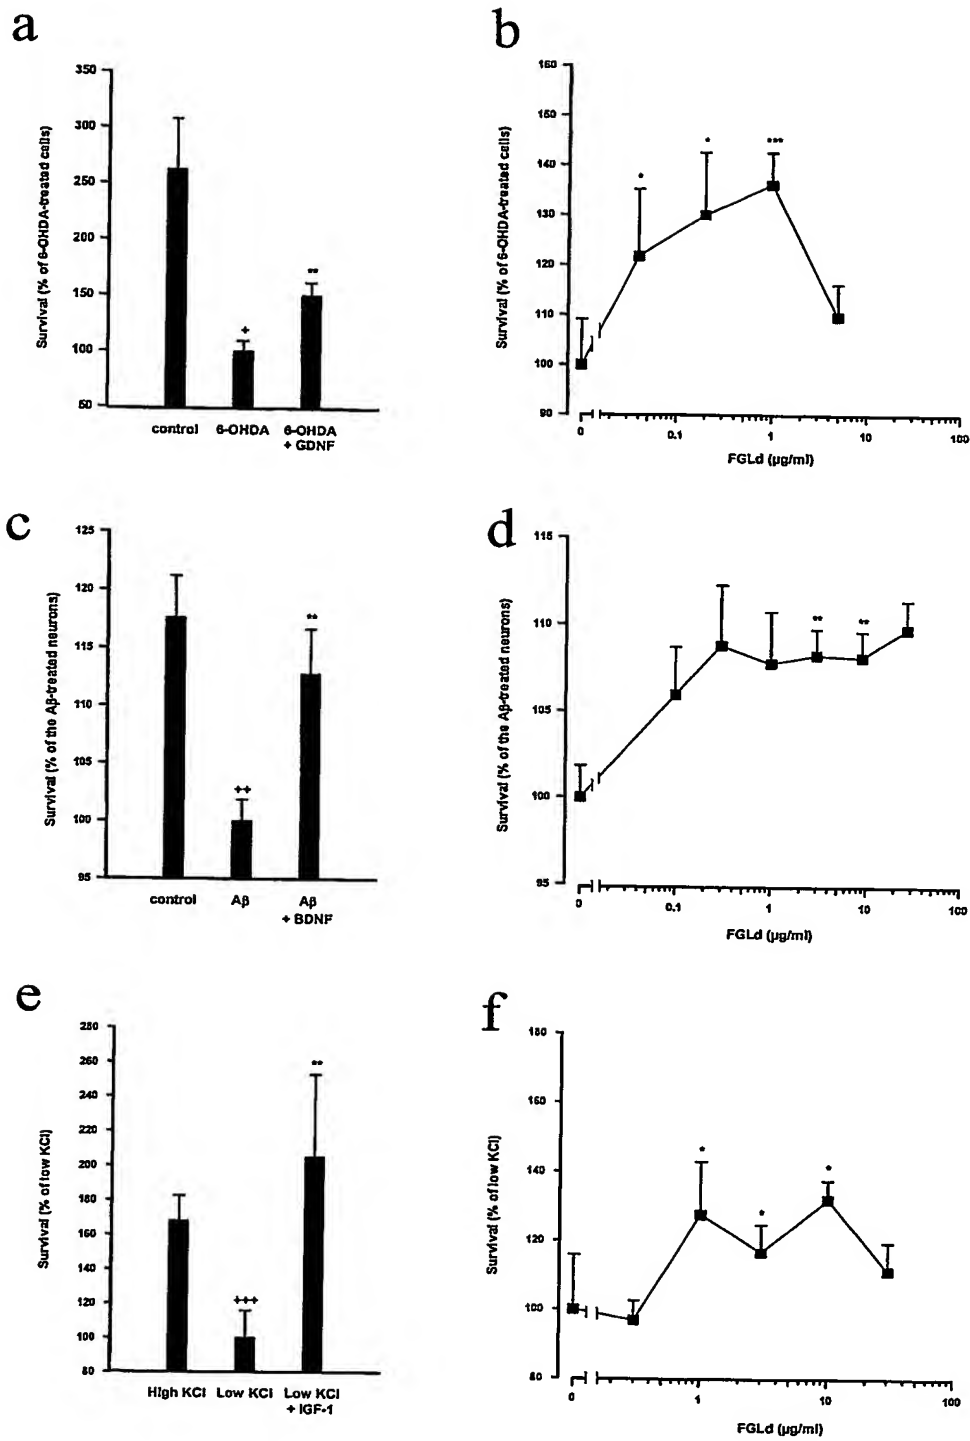 a
350
300
250
200
150
100
50
Survival (% of 6-OHDA-treated cells)
+
**
control
6-OHDA
6-OHDA
+ GDNF
b
160
150
140
130
120
110
100
90
Survival (% of 6-OHDA-treated cells)
*
*
***
0
0.1
1
10
100
FGLd (µg/ml)
c
125
120
115
110
105
100
95
Survival (% of the Aβ-treated neurons)
++
**
control
Aβ
Aβ
+ BDNF
d
115
110
105
100
95
Survival (% of the Aβ-treated neurons)
**
**
0
0.1
1
10
100
FGLd (µg/ml)
e
280
260
240
220
200
180
160
140
120
100
80
Survival (% of low KCl)
+++
**
High KCl
Low KCl
Low KCl
+ IGF-1
f
180
160
140
120
100
80
Survival (% of low KCl)
*
*
*
0
1
10
100
FGLd (µg/ml)